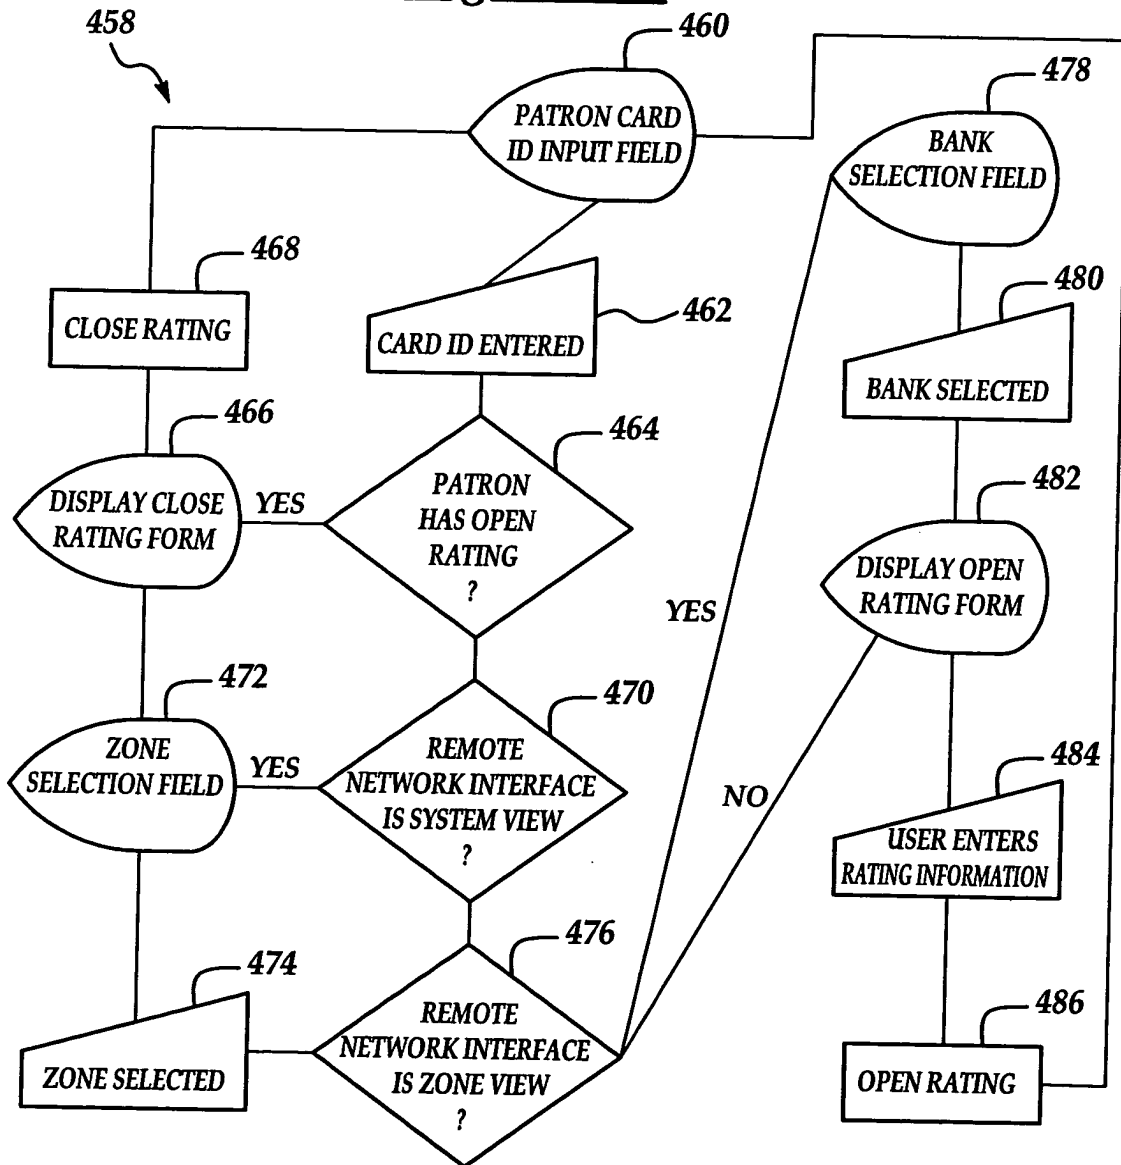 458
460
PATRON CARD
ID INPUT FIELD
478
BANK
SELECTION FIELD
468
CLOSE RATING
462
CARD ID ENTERED
480
BANK SELECTED
466
DISPLAY CLOSE
RATING FORM
YES
464
PATRON
HAS OPEN
RATING
?
482
DISPLAY OPEN
RATING FORM
YES
472
ZONE
SELECTION FIELD
YES
470
REMOTE
NETWORK INTERFACE
IS SYSTEM VIEW
?
NO
484
USER ENTERS
RATING INFORMATION
474
ZONE SELECTED
476
REMOTE
NETWORK INTERFACE
IS ZONE VIEW
?
486
OPEN RATING